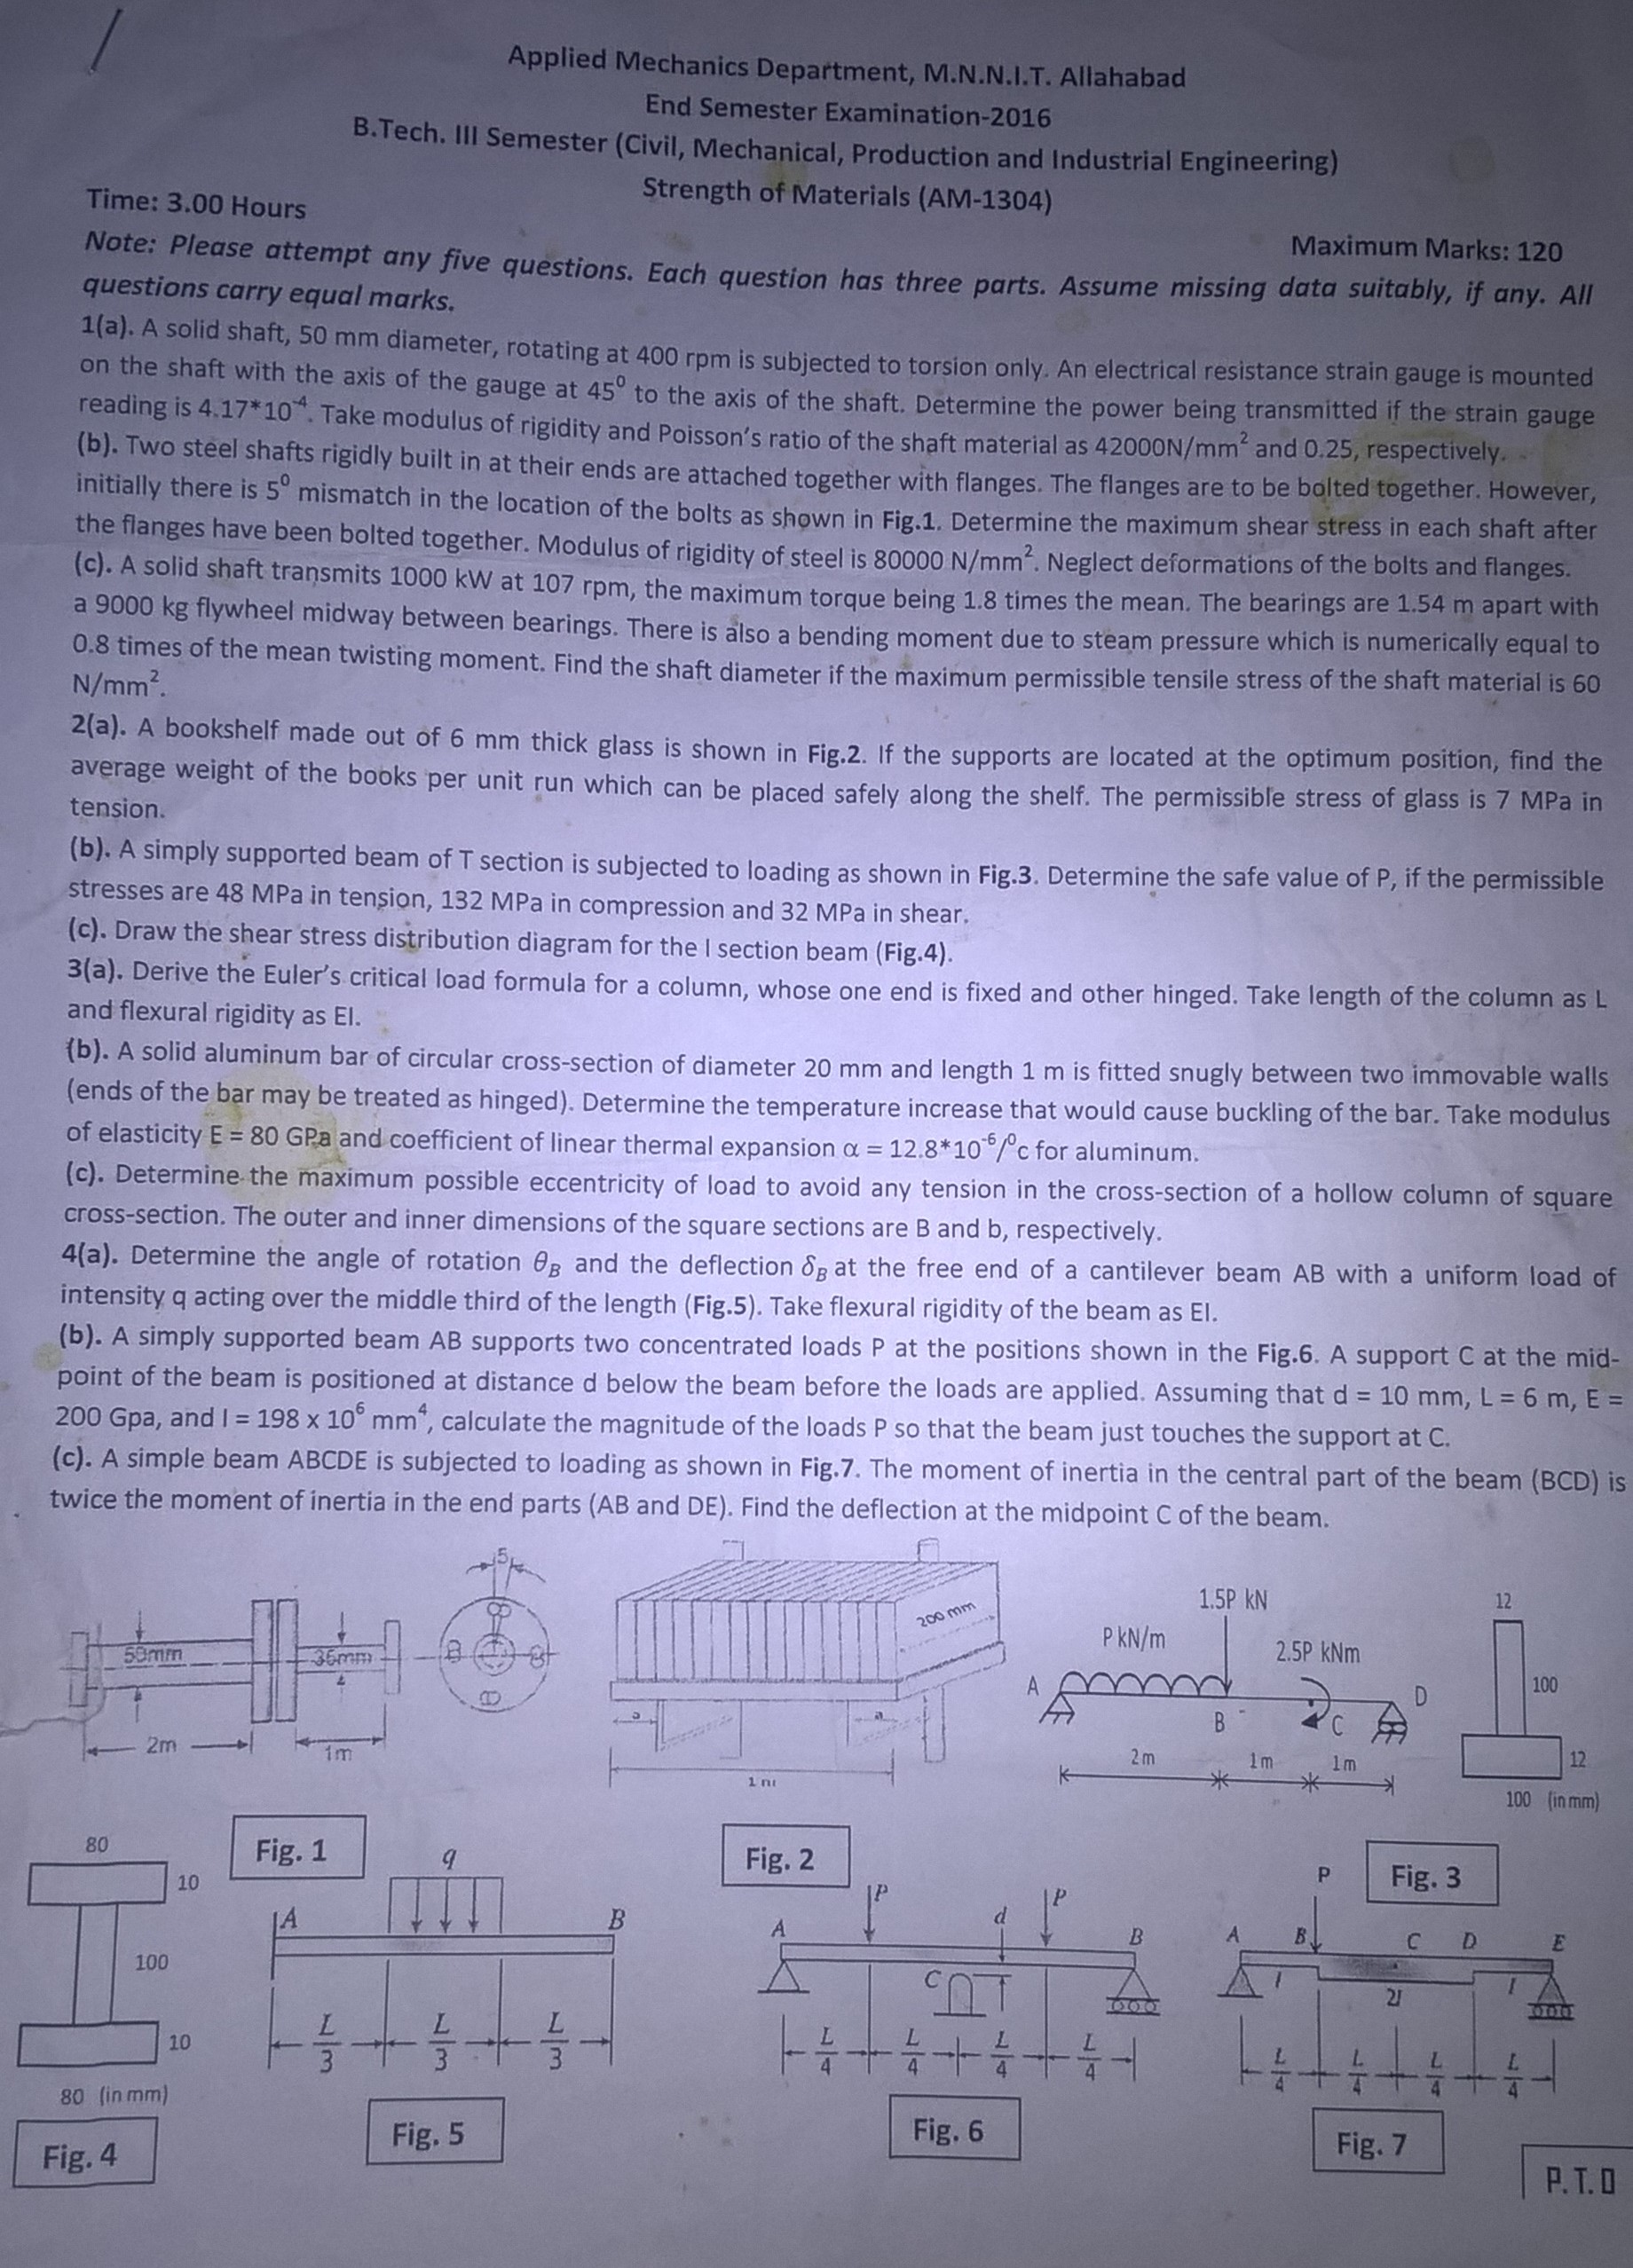 Applied Mechanics Department, M.N.N.I.T. Allahabad
End Semester Examination-2016
B.Tech. III Semester (Civil, Mechanical, Production and Industrial Engineering)
Strength of Materials (AM-1304)
Time: 3.00 Hours
Maximum Marks: 120
Note: Please attempt any five questions. Each question has three parts. Assume missing data suitably, if any. All
questions carry equal marks.
1(a). A solid shaft, 50 mm diameter, rotating at 400 rpm is subjected to torsion only. An electrical resistance strain gauge is mounted
on the shaft with the axis of the gauge at 45⁰ to the axis of the shaft. Determine the power being transmitted if the strain gauge
reading is 4.17*10⁻⁴. Take modulus of rigidity and Poisson's ratio of the shaft material as 42000N/mm² and 0.25, respectively.
(b). Two steel shafts rigidly built in at their ends are attached together with flanges. The flanges are to be bolted together. However,
initially there is 5⁰ mismatch in the location of the bolts as shown in Fig.1. Determine the maximum shear stress in each shaft after
the flanges have been bolted together. Modulus of rigidity of steel is 80000 N/mm². Neglect deformations of the bolts and flanges.
(c). A solid shaft transmits 1000 kW at 107 rpm, the maximum torque being 1.8 times the mean. The bearings are 1.54 m apart with
a 9000 kg flywheel midway between bearings. There is also a bending moment due to steam pressure which is numerically equal to
0.8 times of the mean twisting moment. Find the shaft diameter if the maximum permissible tensile stress of the shaft material is 60
N/mm².
2(a). A bookshelf made out of 6 mm thick glass is shown in Fig.2. If the supports are located at the optimum position, find the
average weight of the books per unit run which can be placed safely along the shelf. The permissible stress of glass is 7 MPa in
tension.
(b). A simply supported beam of T section is subjected to loading as shown in Fig.3. Determine the safe value of P, if the permissible
stresses are 48 MPa in tension, 132 MPa in compression and 32 MPa in shear.
(c). Draw the shear stress distribution diagram for the I section beam (Fig.4).
3(a). Derive the Euler's critical load formula for a column, whose one end is fixed and other hinged. Take length of the column as L
and flexural rigidity as EI.
(b). A solid aluminum bar of circular cross-section of diameter 20 mm and length 1 m is fitted snugly between two immovable walls
(ends of the bar may be treated as hinged). Determine the temperature increase that would cause buckling of the bar. Take modulus
of elasticity E = 80 GPa and coefficient of linear thermal expansion α = 12.8*10⁻⁶/⁰c for aluminum.
(c). Determine the maximum possible eccentricity of load to avoid any tension in the cross-section of a hollow column of square
cross-section. The outer and inner dimensions of the square sections are B and b, respectively.
4(a). Determine the angle of rotation θB and the deflection δB at the free end of a cantilever beam AB with a uniform load of
intensity q acting over the middle third of the length (Fig.5). Take flexural rigidity of the beam as EI.
(b). A simply supported beam AB supports two concentrated loads P at the positions shown in the Fig.6. A support C at the mid-
point of the beam is positioned at distance d below the beam before the loads are applied. Assuming that d = 10 mm, L = 6 m, E =
200 Gpa, and I = 198 x 10⁶ mm⁴, calculate the magnitude of the loads P so that the beam just touches the support at C.
(c). A simple beam ABCDE is subjected to loading as shown in Fig.7. The moment of inertia in the central part of the beam (BCD) is
twice the moment of inertia in the end parts (AB and DE). Find the deflection at the midpoint C of the beam.
5
50mm
36mm
2m
1m
Fig. 1
200 mm
a
a
1 m
Fig. 2
1.5P kN
P kN/m
2.5P kNm
A
B
C
D
2m
1m
1m
12
100
12
100 (in mm)
Fig. 3
80
10
100
10
80 (in mm)
Fig. 4
q
A
B
L/3
L/3
L/3
Fig. 5
P
P
A
d
B
C
L/4
L/4
L/4
L/4
Fig. 6
P
A
B
C
D
E
I
2I
I
L/4
L/4
L/4
L/4
Fig. 7
P.T.O